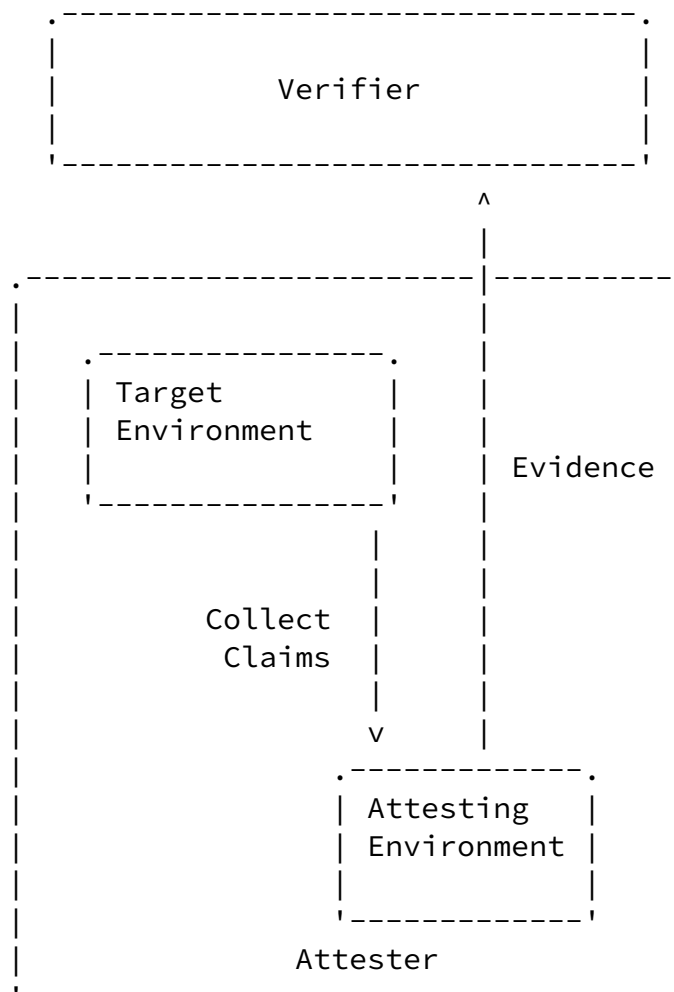 Verifier
Target
Environment
Evidence
Collect
Claims
Attesting
Environment
Attester